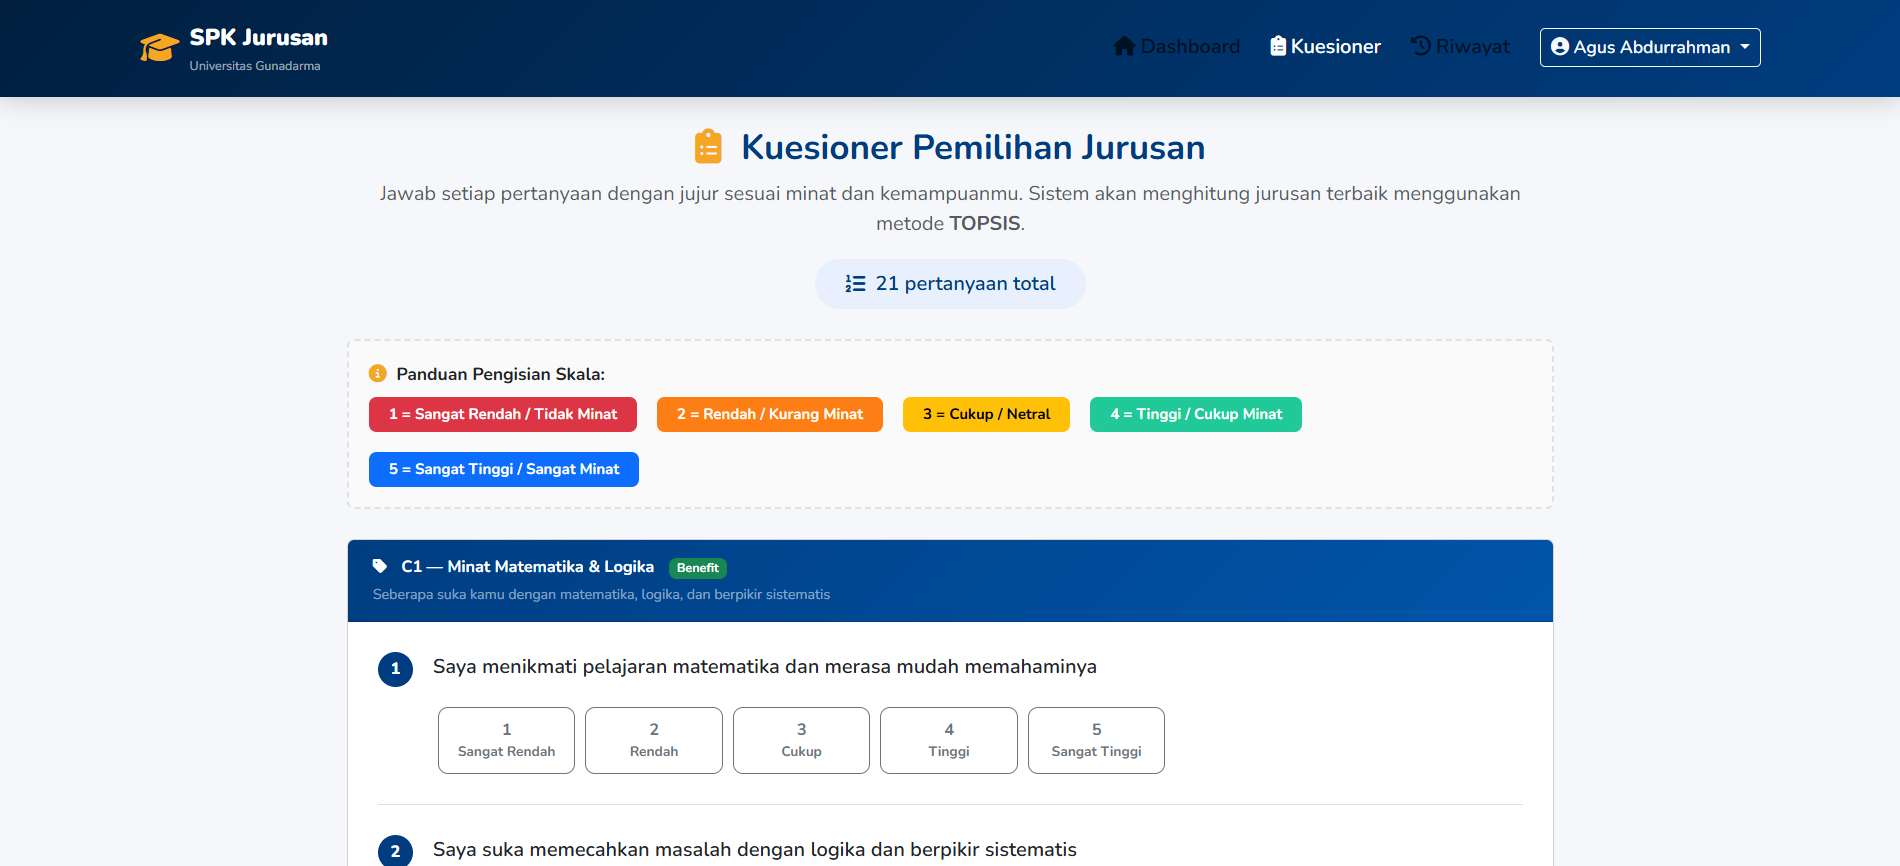 SPK Jurusan
Universitas Gunadarma
Dashboard
Kuesioner
Riwayat
Agus Abdurrahman
Kuesioner Pemilihan Jurusan
Jawab setiap pertanyaan dengan jujur sesuai minat dan kemampuanmu. Sistem akan menghitung jurusan terbaik menggunakan
metode TOPSIS.
21 pertanyaan total
Panduan Pengisian Skala:
1 = Sangat Rendah / Tidak Minat
2 = Rendah / Kurang Minat
3 = Cukup / Netral
4 = Tinggi / Cukup Minat
5 = Sangat Tinggi / Sangat Minat
C1 — Minat Matematika & Logika
Benefit
Seberapa suka kamu dengan matematika, logika, dan berpikir sistematis
1
Saya menikmati pelajaran matematika dan merasa mudah memahaminya
1
Sangat Rendah
2
Rendah
3
Cukup
4
Tinggi
5
Sangat Tinggi
2
Saya suka memecahkan masalah dengan logika dan berpikir sistematis